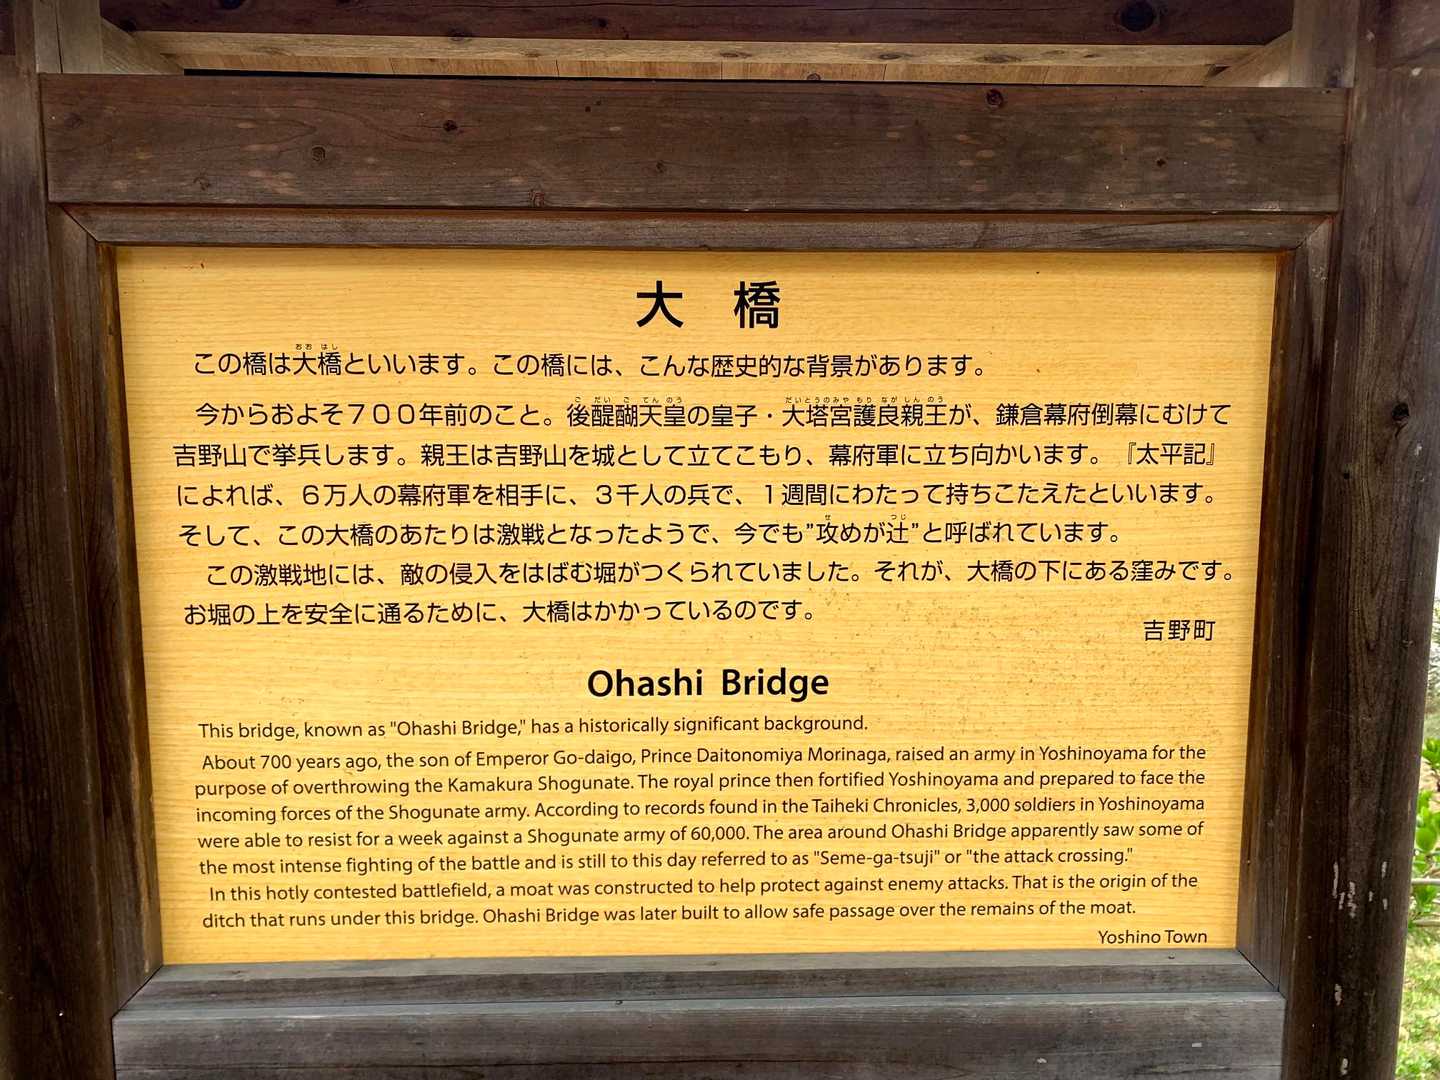 大 橋
この橋は大橋といいます。この橋には、こんな歴史的な背景があります。
今からおよそ７００年前のこと。後醍醐天皇の皇子・大塔宮護良親王が、鎌倉幕府倒幕にむけて
吉野山で挙兵します。親王は吉野山を城として立てこもり、幕府軍に立ち向かいます。『太平記』
によれば、６万人の幕府軍を相手に、３千人の兵で、１週間にわたって持ちこたえたといいます。
そして、この大橋のあたりは激戦となったようで、今でも”攻めが辻”と呼ばれています。
この激戦地には、敵の侵入をはばむ堀がつくられていました。それが、大橋の下にある窪みです。
お堀の上を安全に通るために、大橋はかかっているのです。
吉野町
Ohashi Bridge
This bridge, known as "Ohashi Bridge," has a historically significant background.
About 700 years ago, the son of Emperor Go-daigo, Prince Daitonomiya Morinaga, raised an army in Yoshinoyama for the
purpose of overthrowing the Kamakura Shogunate. The royal prince then fortified Yoshinoyama and prepared to face the
incoming forces of the Shogunate army. According to records found in the Taiheki Chronicles, 3,000 soldiers in Yoshinoyama
were able to resist for a week against a Shogunate army of 60,000. The area around Ohashi Bridge apparently saw some of
the most intense fighting of the battle and is still to this day referred to as "Seme-ga-tsuji" or "the attack crossing."
In this hotly contested battlefield, a moat was constructed to help protect against enemy attacks. That is the origin of the
ditch that runs under this bridge. Ohashi Bridge was later built to allow safe passage over the remains of the moat.
Yoshino Town